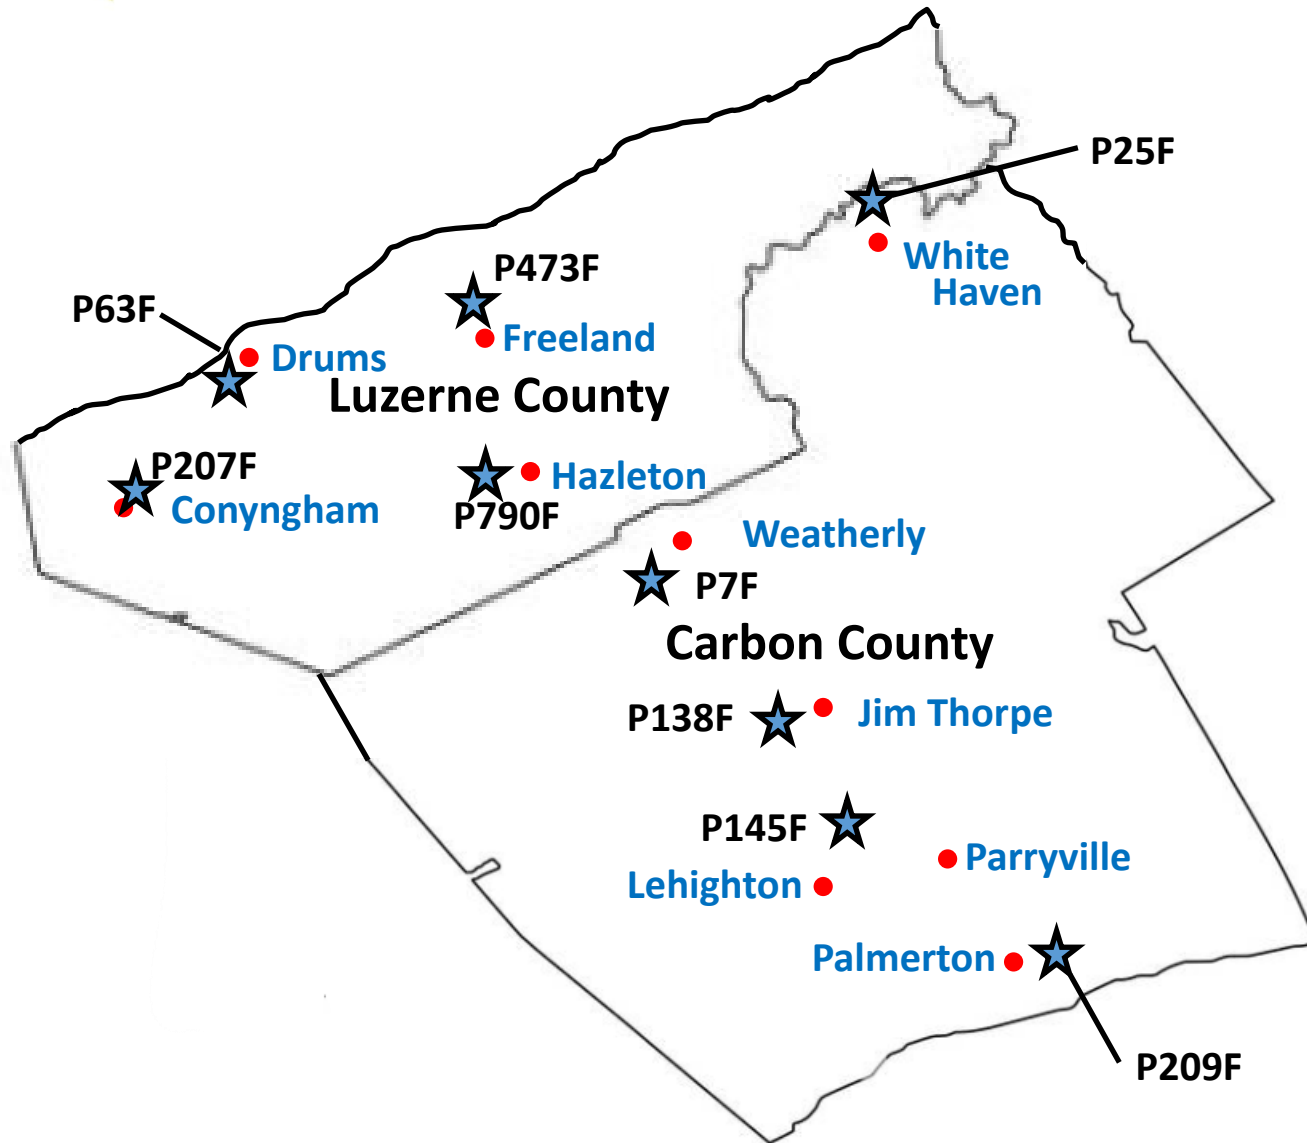 P25F
White
Haven
P473F
P63F
Freeland
Drums
Luzerne County
P207F
Hazleton
Conyngham
P790F
Weatherly
P7F
Carbon County
P138F
Jim Thorpe
P145F
Parryville
Lehighton
Palmerton
P209F